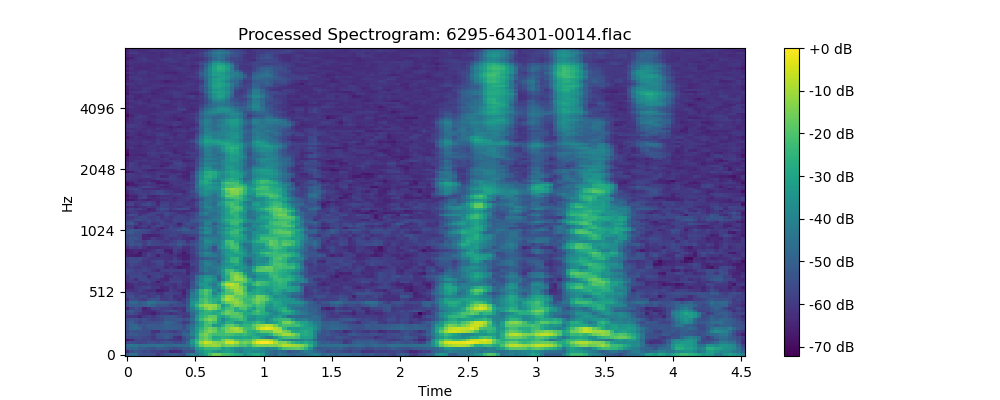 Processed Spectrogram: 6295-64301-0014.flac
Hz
4096
2048
1024
512
0
0 0.5 1 1.5 2 2.5 3 3.5 4 4.5
Time
+0 dB
-10 dB
-20 dB
-30 dB
-40 dB
-50 dB
-60 dB
-70 dB